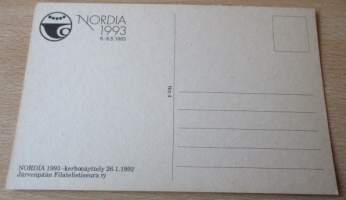 NORDIA
1993
NORDIA 1993 -kerhonäyttely 26.1.1992
Järvenpään Filatelistiseura ry